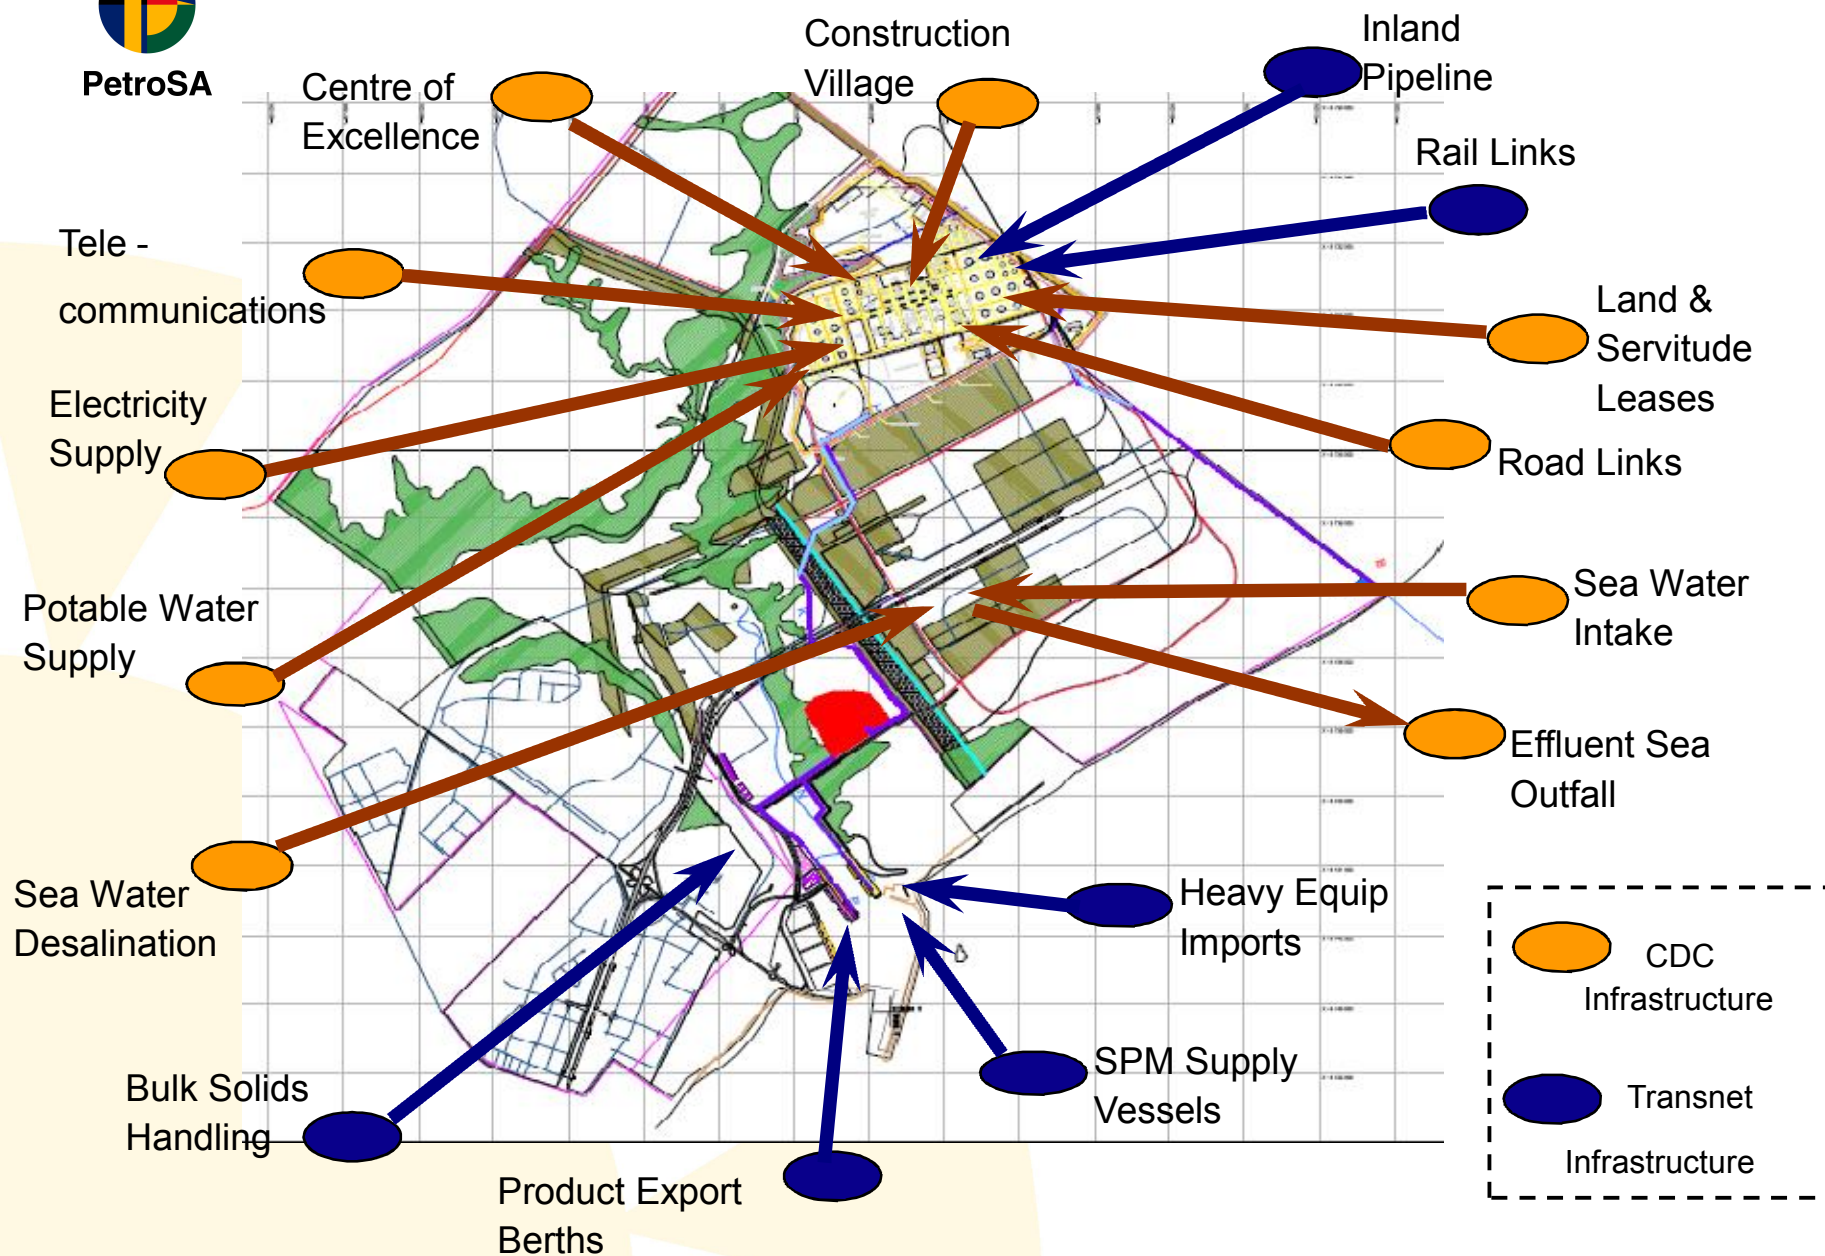 PetroSA
Centre of
Excellence
Construction
Village
Inland
Pipeline
Rail Links
Tele -
communications
Land &
Servitude
Leases
Electricity
Supply
Road Links
Potable Water
Supply
Sea Water
Intake
Effluent Sea
Outfall
Sea Water
Desalination
Heavy Equip
Imports
CDC
Infrastructure
SPM Supply
Vessels
Bulk Solids
Handling
Transnet
Infrastructure
Product Export
Berths